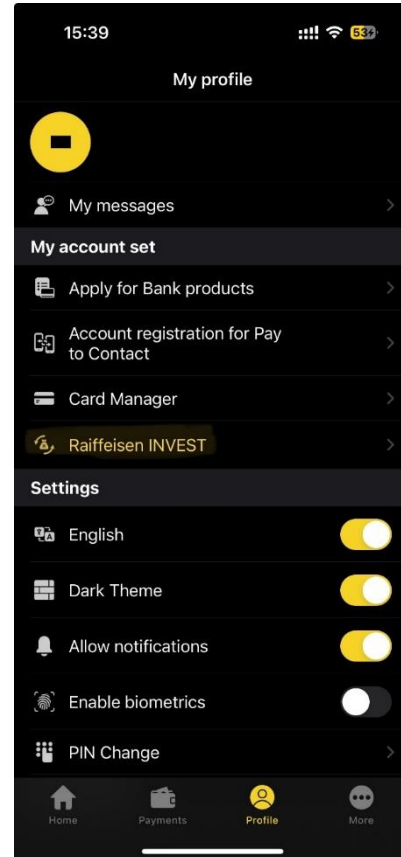 15:39
53
My profile
My messages
My account set
Apply for Bank products
Account registration for Pay
to Contact
Card Manager
Raiffeisen INVEST
Settings
English
Dark Theme
Allow notifications
Enable biometrics
PIN Change
Home Payments Profile More